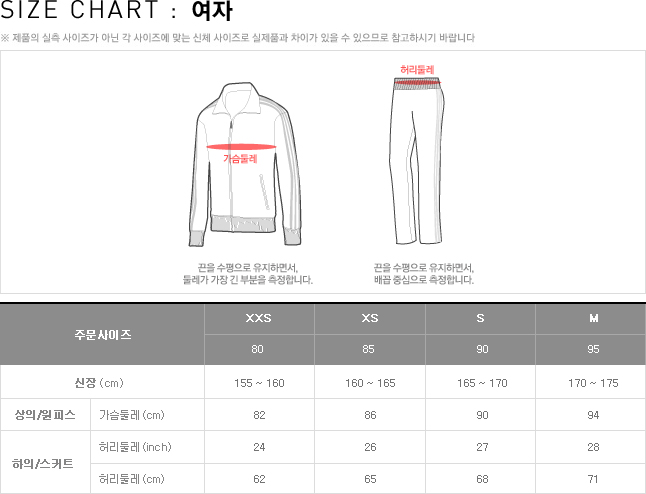 SIZE CHART : 여자
※ 제품의 실측 사이즈가 아닌 각 사이즈에 맞는 신체 사이즈로 실제품과 차이가 있을 수 있으므로 참고하시기 바랍니다
허리둘레
가슴둘레
끈을 수평으로 유지하면서,
둘레가 가장 긴 부분을 측정합니다.
끈을 수평으로 유지하면서,
배꼽 중심으로 측정합니다.
주문사이즈 XXS XS S M
80 85 90 95
신장 (cm) 155 ~ 160 160 ~ 165 165 ~ 170 170 ~ 175
상의/원피스 가슴둘레 (cm) 82 86 90 94
하의/스커트 허리둘레 (inch) 24 26 27 28
허리둘레 (cm) 62 65 68 71